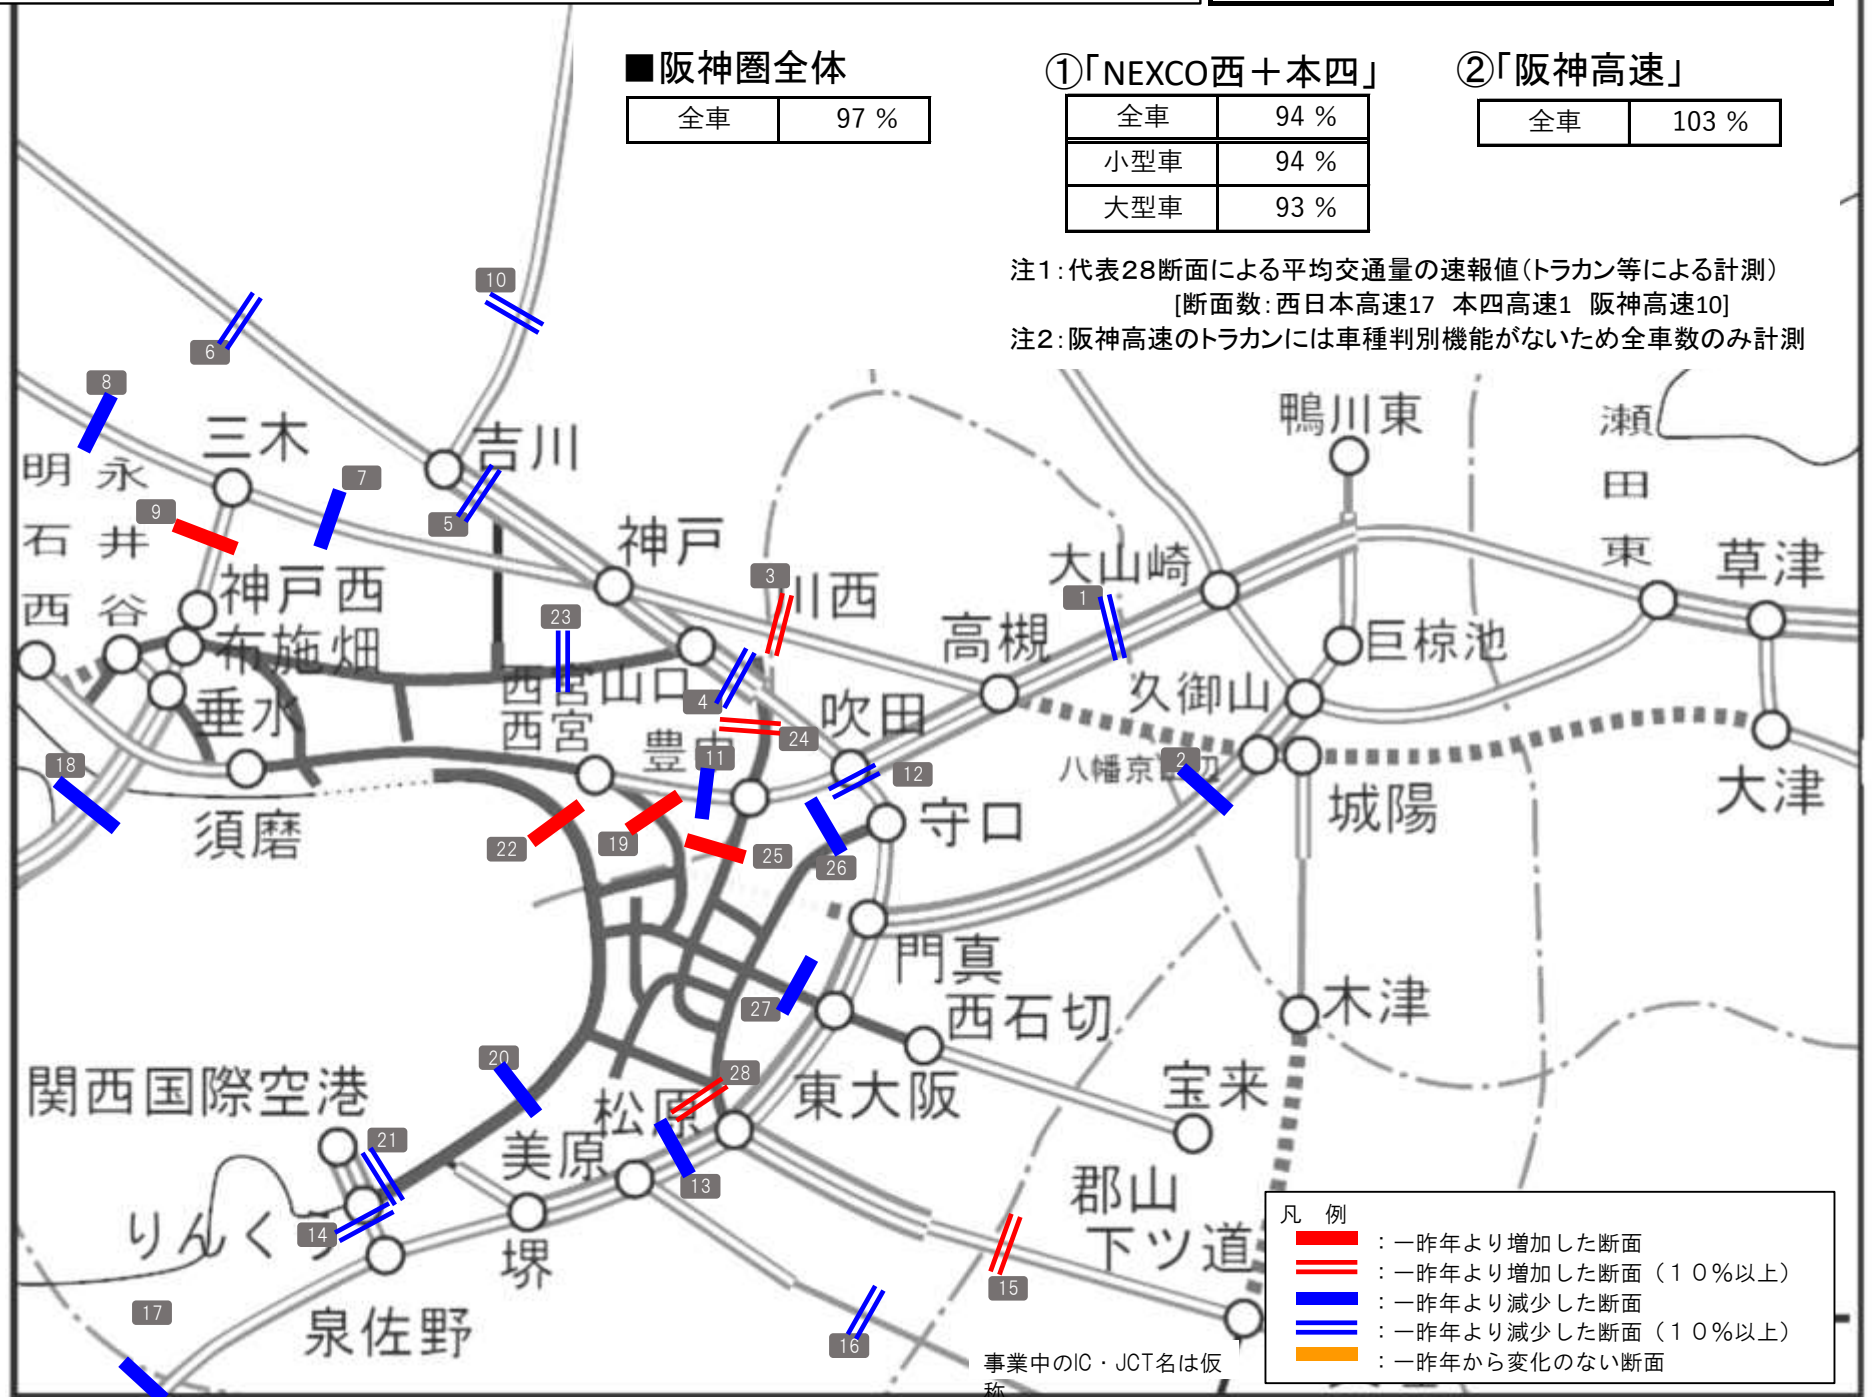 ■阪神圏全体
全車 97 %
①「NEXCO西＋本四」
全車 94 %
小型車 94 %
大型車 93 %
②「阪神高速」
全車 103 %
注1：代表28断面による平均交通量の速報値（トラカン等による計測）
[断面数：西日本高速17 本四高速1 阪神高速10]
注2：阪神高速のトラカンには車種判別機能がないため全車数のみ計測
10
6
8
三木
吉川
鴨川東
瀬田東
明石西
永井谷
7
9
5
神戸
3
川西
大山崎
1
草津
神戸西
布施畑
23
高槻
巨椋池
西宮山口
4
久御山
垂水
西宮
豊中
吹田
24
18
11
12
八幡京田辺
2
須磨
守口
城陽
大津
22
19
25
26
門真
27
西石切
木津
関西国際空港
20
松原
28
東大阪
宝来
21
美原
13
郡山
下ツ道
りんくう
14
堺
15
17
泉佐野
16
事業中のIC・JCT名は仮
称
凡 例
：一昨年より増加した断面
：一昨年より増加した断面（１０％以上）
：一昨年より減少した断面
：一昨年より減少した断面（１０％以上）
：一昨年から変化のない断面